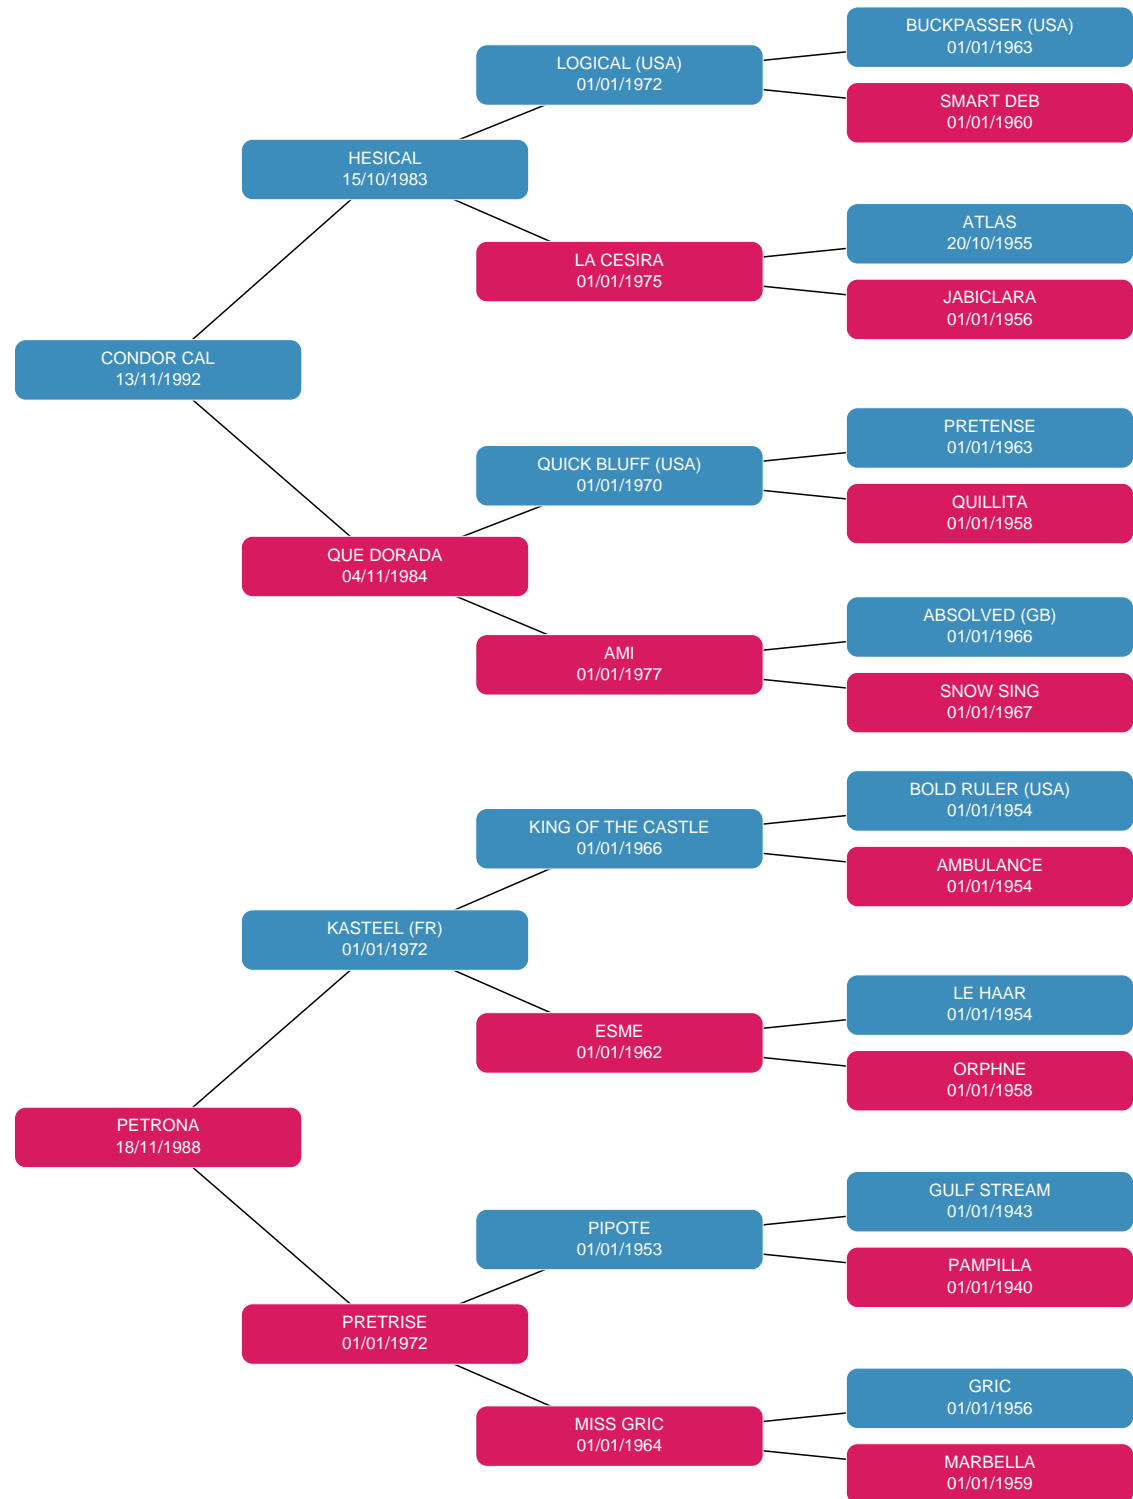 BUCKPASSER (USA)
01/01/1963
LOGICAL (USA)
01/01/1972
SMART DEB
01/01/1960
HESICAL
15/10/1983
ATLAS
20/10/1955
LA CESIRA
01/01/1975
JABICLARA
01/01/1956
CONDOR CAL
13/11/1992
PRETENSE
01/01/1963
QUICK BLUFF (USA)
01/01/1970
QUILLITA
01/01/1958
QUE DORADA
04/11/1984
ABSOLVED (GB)
01/01/1966
AMI
01/01/1977
SNOW SING
01/01/1967
BOLD RULER (USA)
01/01/1954
KING OF THE CASTLE
01/01/1966
AMBULANCE
01/01/1954
KASTEEL (FR)
01/01/1972
LE HAAR
01/01/1954
ESME
01/01/1962
ORPHNE
01/01/1958
PETRONA
18/11/1988
GULF STREAM
01/01/1943
PIPOTE
01/01/1953
PAMPILLA
01/01/1940
PRETRISE
01/01/1972
GRIC
01/01/1956
MISS GRIC
01/01/1964
MARBELLA
01/01/1959